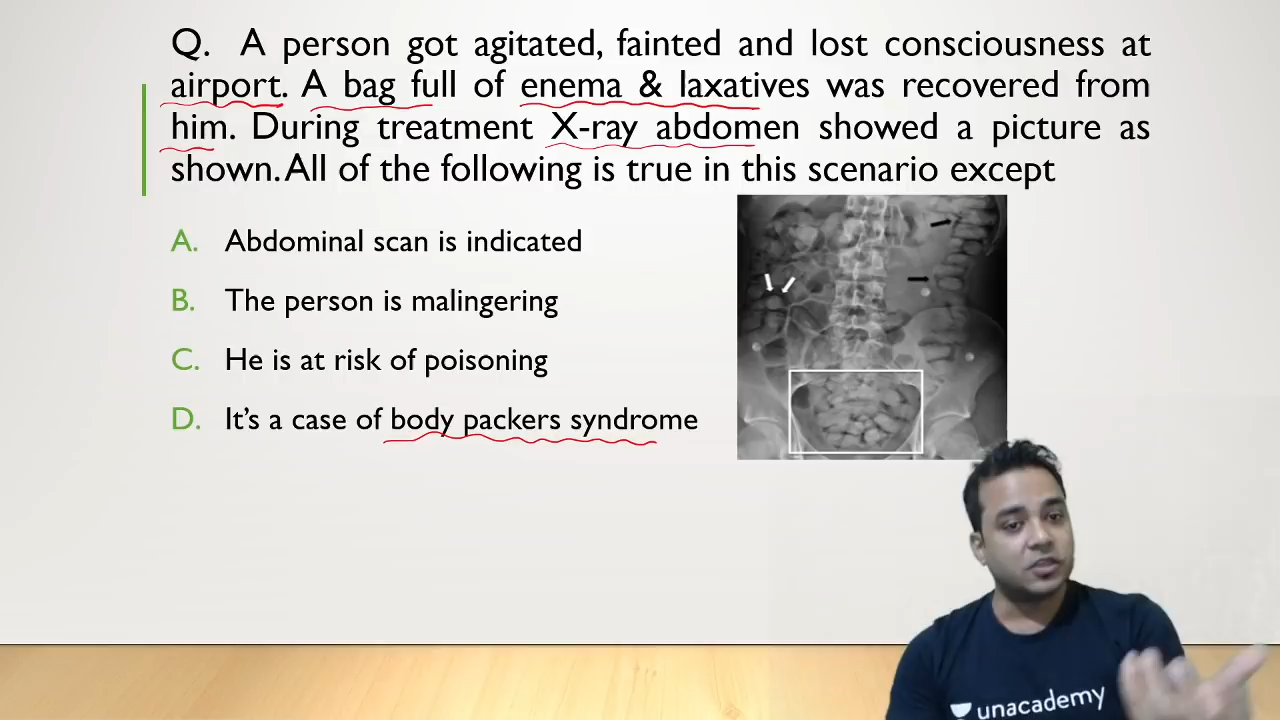 Q. A person got agitated, fainted and lost consciousness at
airport. A bag full of enema & laxatives was recovered from
him. During treatment X-ray abdomen showed a picture as
shown. All of the following is true in this scenario except
A. Abdominal scan is indicated
B. The person is malingering
C. He is at risk of poisoning
D. It's a case of body packers syndrome
unacademy